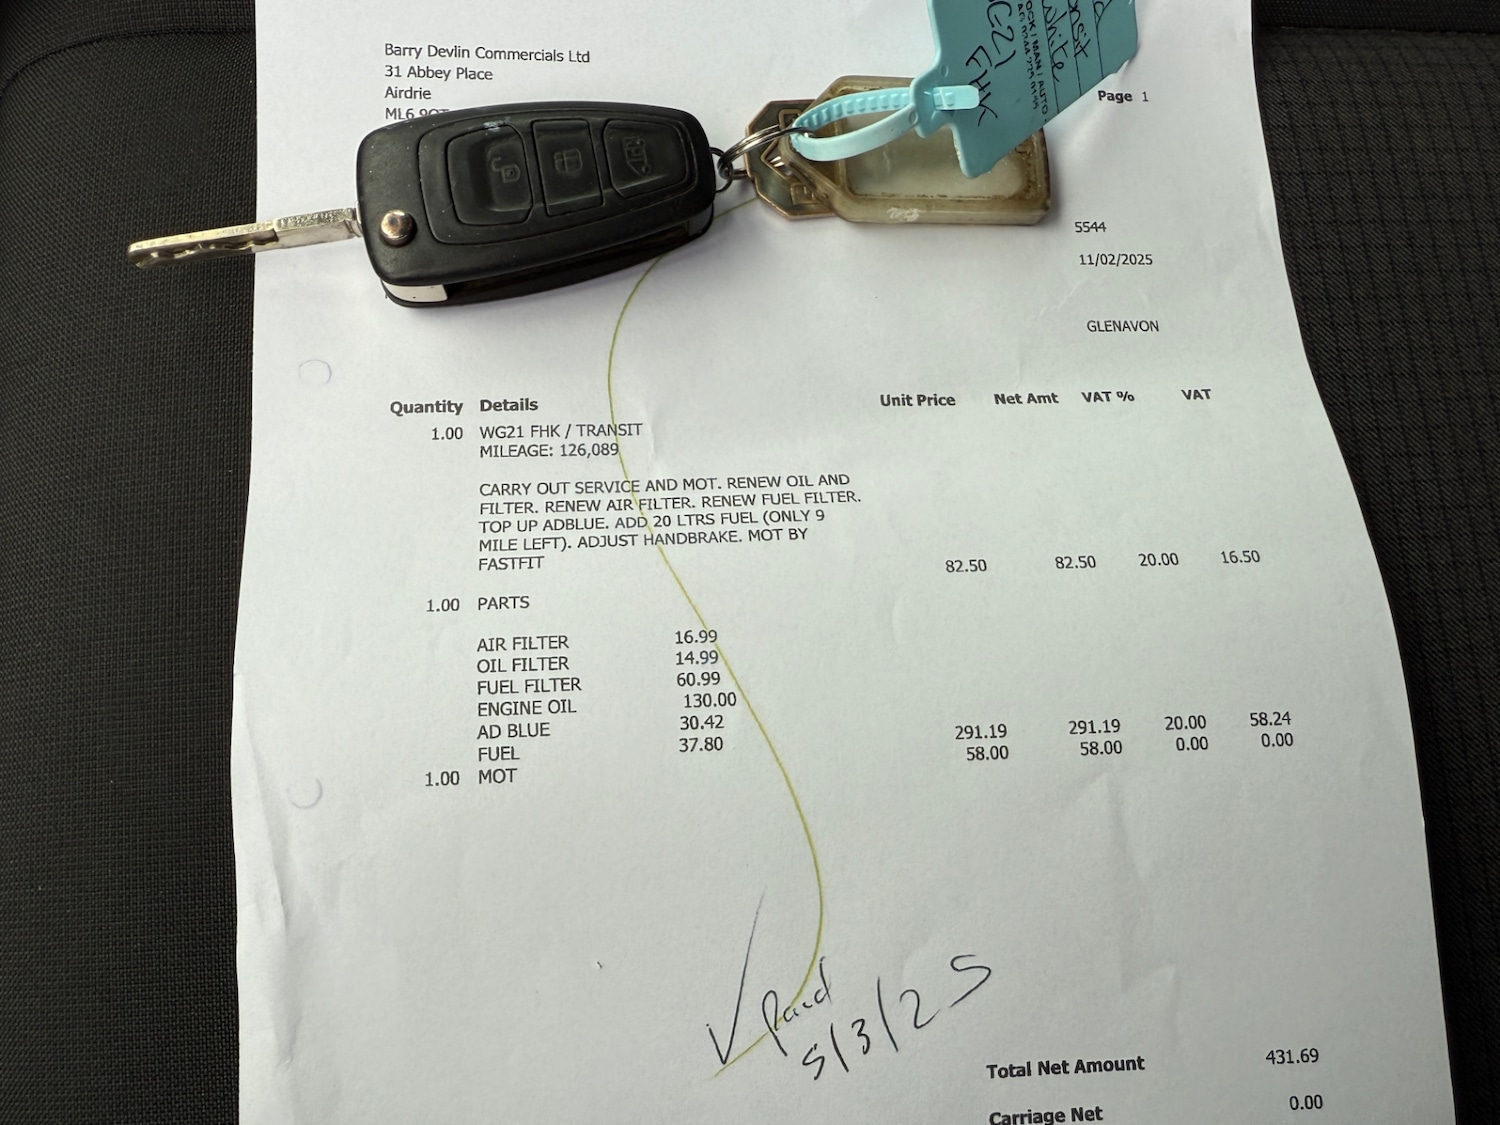 Barry Devlin Commercials Ltd
31 Abbey Place
Airdrie
ML6
Page 1
5544
11/02/2025
GLENAVON
Quantity Details Unit Price Net Amt VAT % VAT
1.00 WG21 FHK / TRANSIT
MILEAGE: 126,089
CARRY OUT SERVICE AND MOT. RENEW OIL AND
FILTER. RENEW AIR FILTER. RENEW FUEL FILTER.
TOP UP ADBLUE. ADD 20 LTRS FUEL (ONLY 9
MILE LEFT). ADJUST HANDBRAKE. MOT BY
FASTFIT 82.50 82.50 20.00 16.50
1.00 PARTS
AIR FILTER 16.99
OIL FILTER 14.99
FUEL FILTER 60.99
ENGINE OIL 130.00
AD BLUE 30.42 291.19 291.19 20.00 58.24
FUEL 37.80 58.00 58.00 0.00 0.00
1.00 MOT
Paid
5/3/25
Total Net Amount 431.69
Carriage Net 0.00
white
FHK